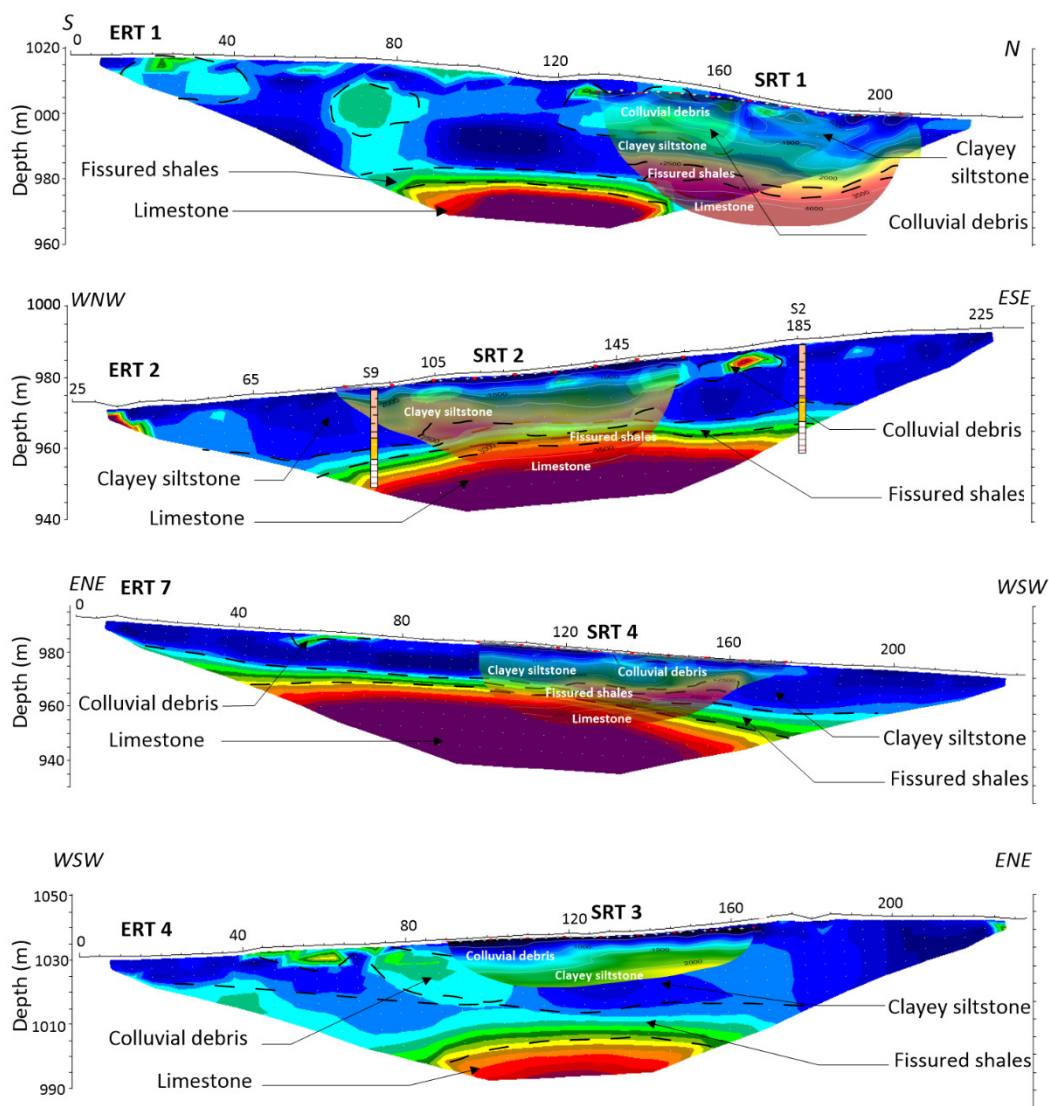 S ERT 1 N
0 40 80 120 160 200
SRT 1
1020
000
980
960
Depth (m)
Colluvial debris
Clayey siltstone
Fissured shales
Limestone
2000
Fissured shales
Limestone
Clayey siltstone
Colluvial debris
WNW ESE
1000
980
960
940
25 65 105 145 225
ERT 2 S9 SRT 2 S2
185
Clayey siltstone
Fissured shales
Limestone
Clayey siltstone
Limestone
Colluvial debris
Fissured shales
ENE ERT 7 WSW
0 40 80 120 160 200
SRT 4
Depth (m)
980
960
940
Clayey siltstone Colluvial debris
Fissured shales
Limestone
Colluvial debris
Limestone
Clayey siltstone
Fissured shales
WSW ENE
1050
1030
1010
990
Depth (m)
0 40 80 120 160 200
ERT 4 SRT 3
Colluvial debris
Clayey siltstone
Colluvial debris
Limestone
Clayey siltstone
Fissured shales